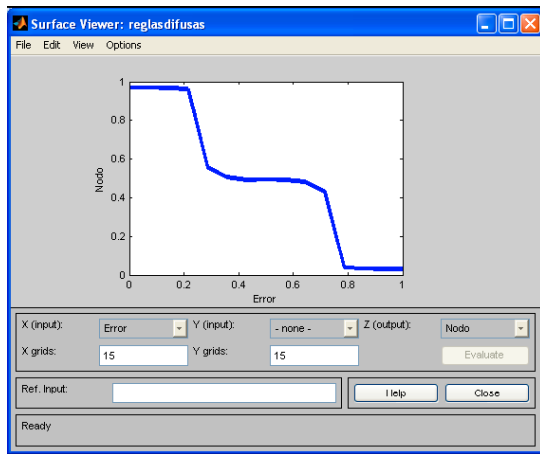 Surface Viewer: reglasdifusas
File Edit View Options
1
0.8
0.6
0.4
0.2
0
Nodo
0 0.2 0.4 0.6 0.8 1
Error
X (input): Error Y (input): - none - Z (output): Nodo
X grids: 15 Y grids: 15 Evaluate
Ref. Input: Help Close
Ready